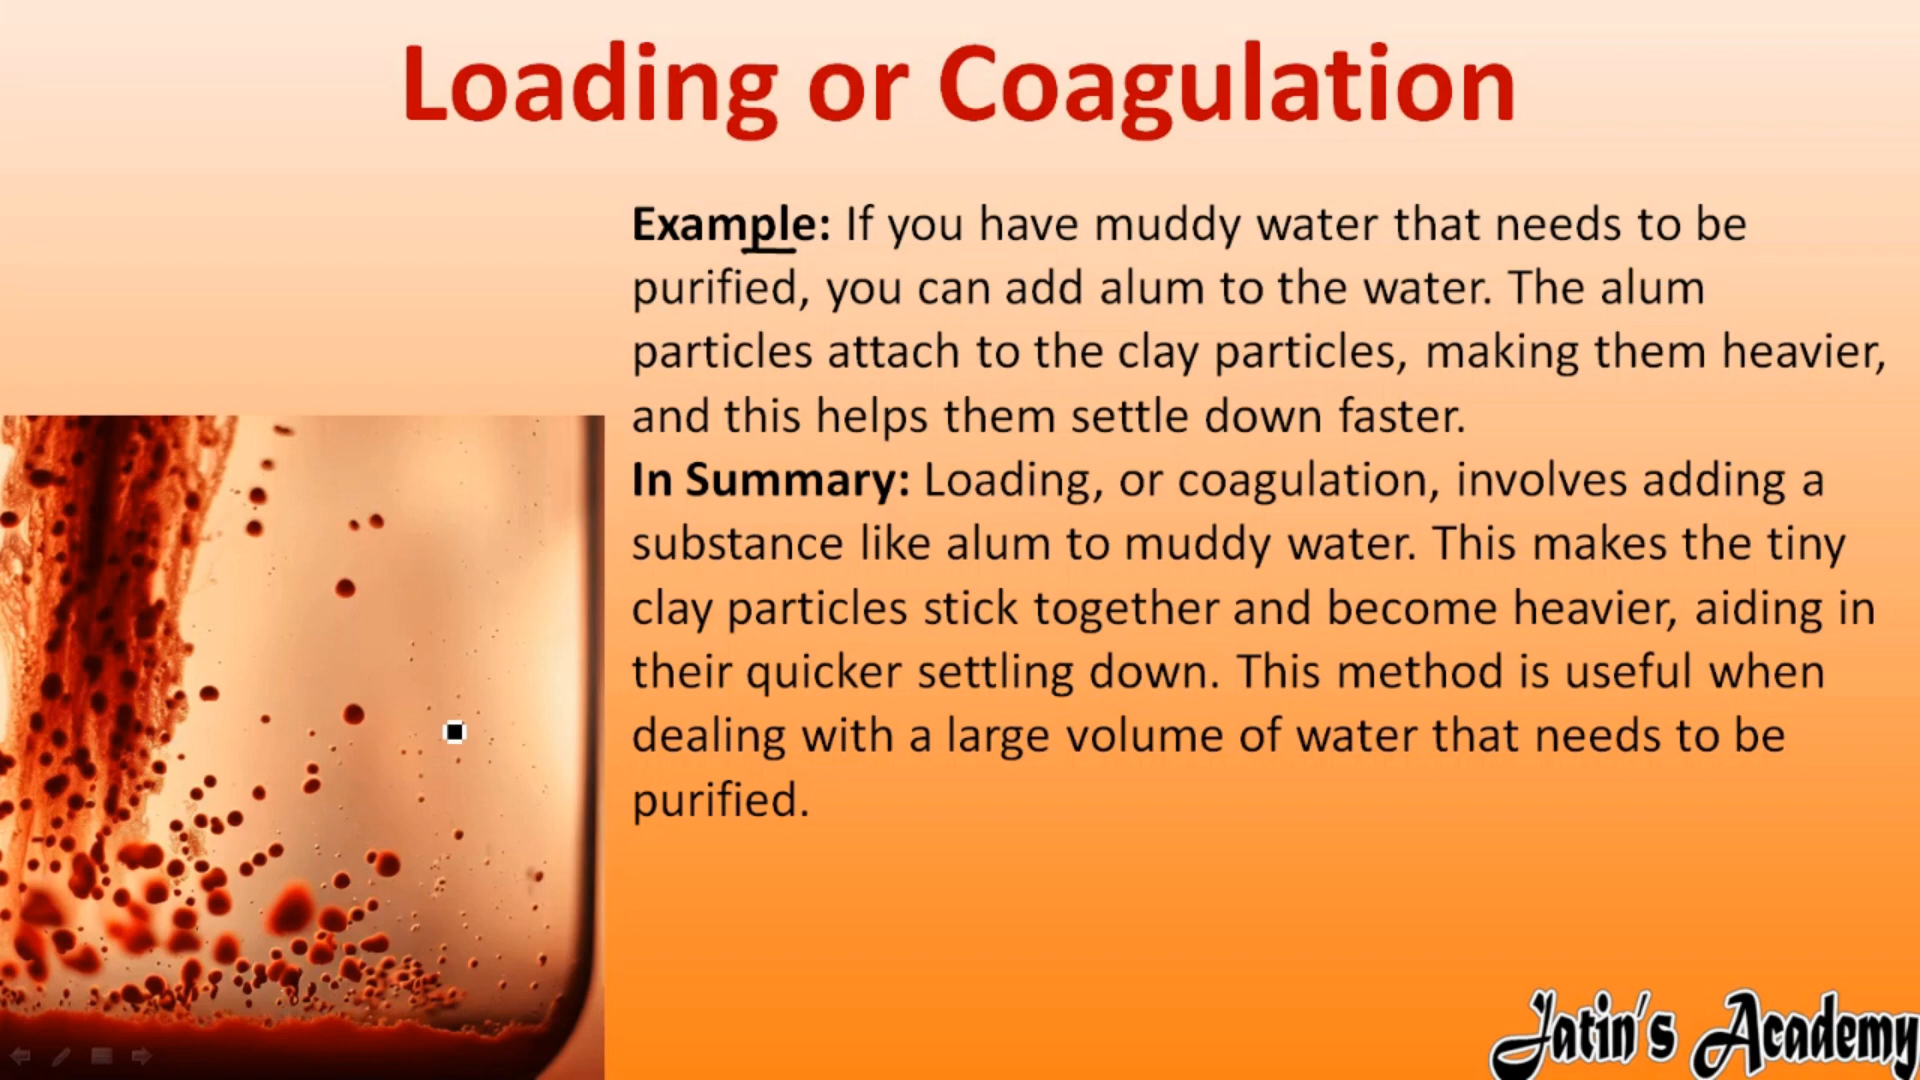 Loading or Coagulation
Example: If you have muddy water that needs to be
purified, you can add alum to the water. The alum
particles attach to the clay particles, making them heavier,
and this helps them settle down faster.
In Summary: Loading, or coagulation, involves adding a
substance like alum to muddy water. This makes the tiny
clay particles stick together and become heavier, aiding in
their quicker settling down. This method is useful when
dealing with a large volume of water that needs to be
purified.
Jatin's Academy